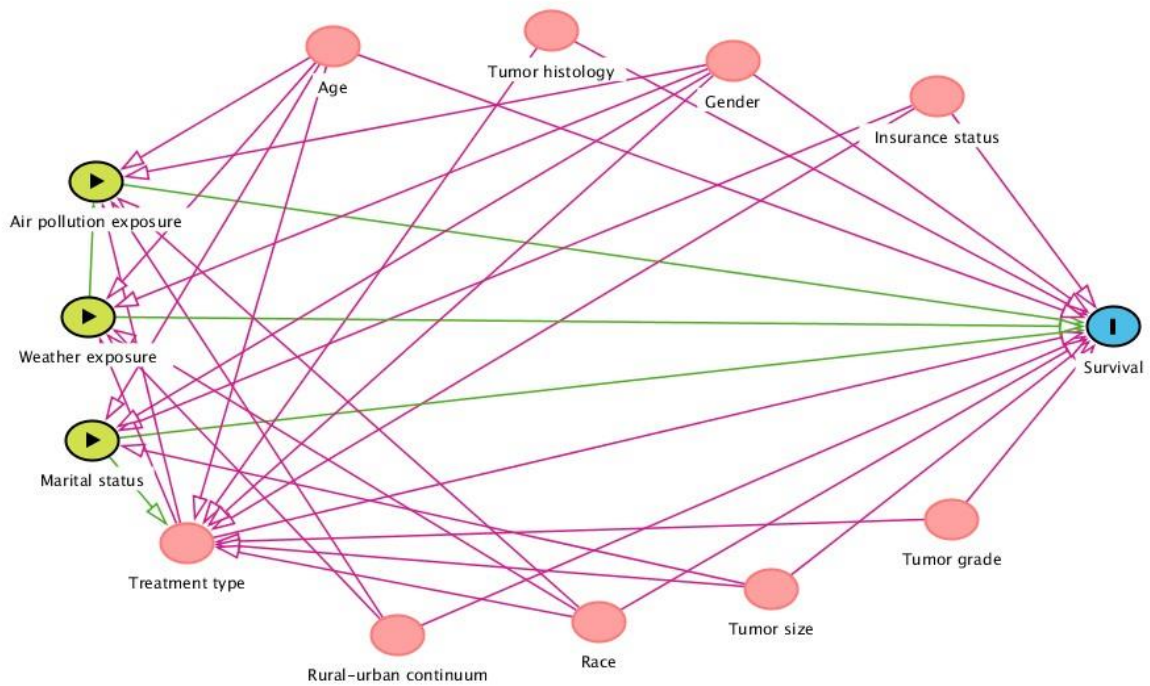 Age
Tumor histology
Gender
Insurance status
Air pollution exposure
Weather exposure
Survival
Marital status
Treatment type
Tumor grade
Tumor size
Race
Rural-urban continuum